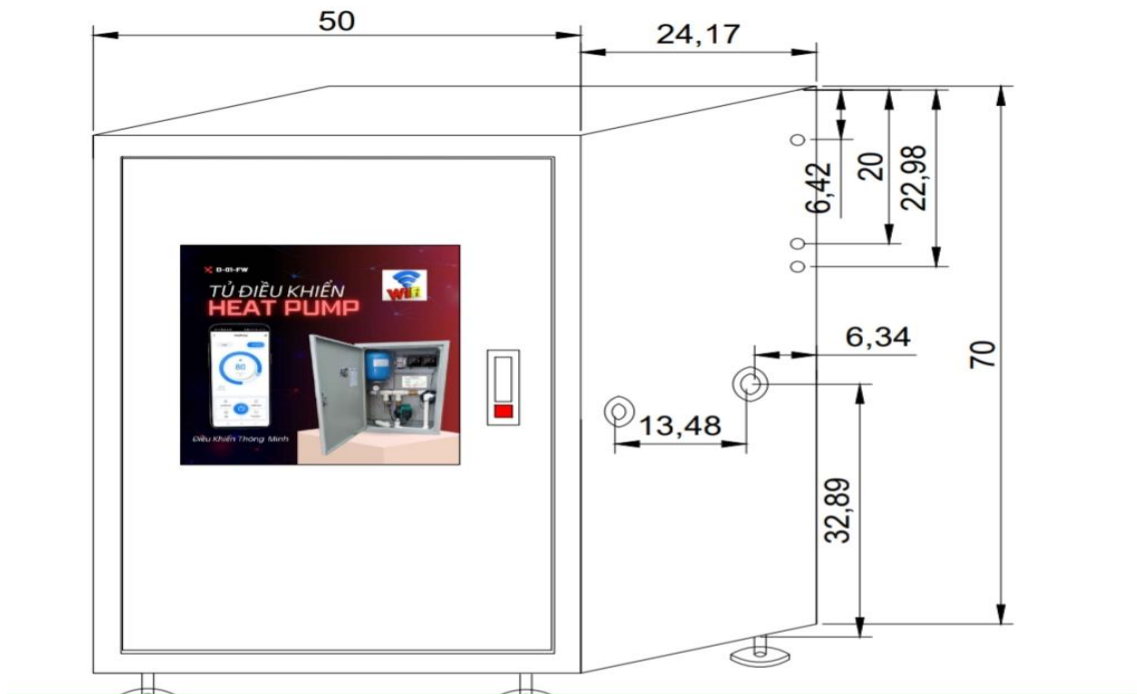 50
24,17
6,42
20
22,98
D-01-FW
TỦ ĐIỀU KHIỂN
HEAT PUMP
80
6,34
70
13,48
32,89
Điều Khiển Thông Minh